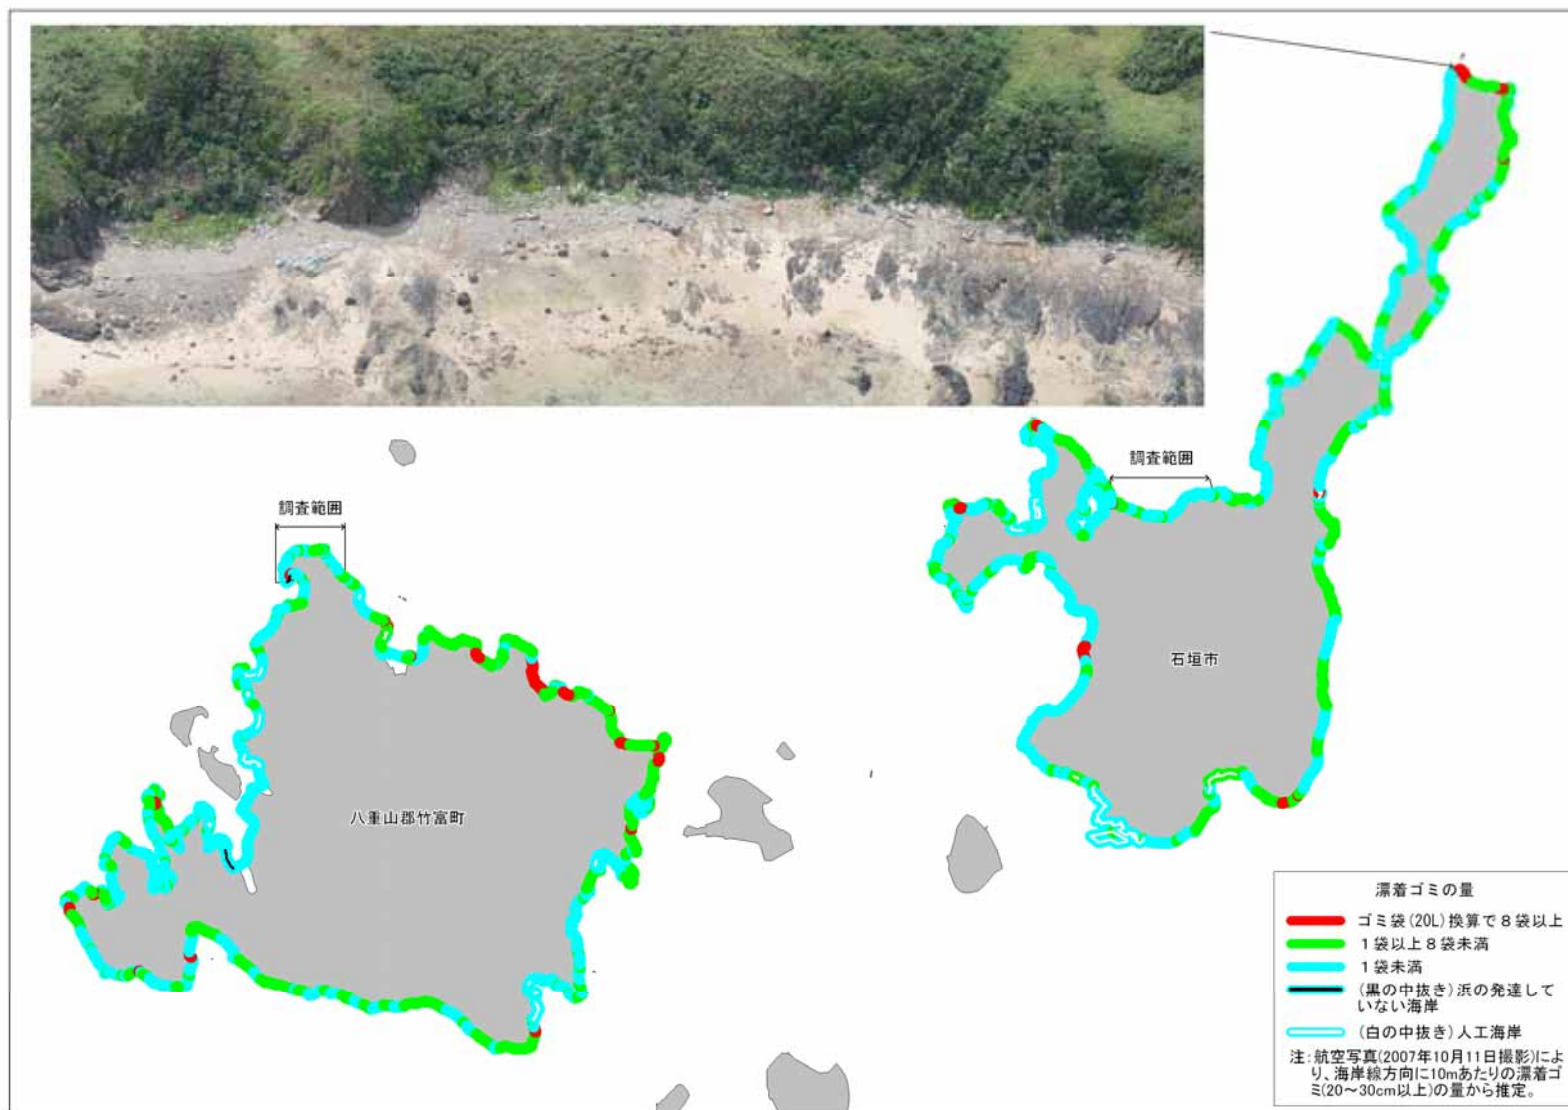 調査範囲
調査範囲
石垣市
八重山郡竹富町
漂着ゴミの量
ゴミ袋(20L)換算で８袋以上
１袋以上８袋未満
１袋未満
(黒の中抜き)浜の発達して
いない海岸
(白の中抜き)人工海岸
注:航空写真(2007年10月11日撮影)によ
り、海岸線方向に10mあたりの漂着ゴ
ミ(20～30cm以上)の量から推定。